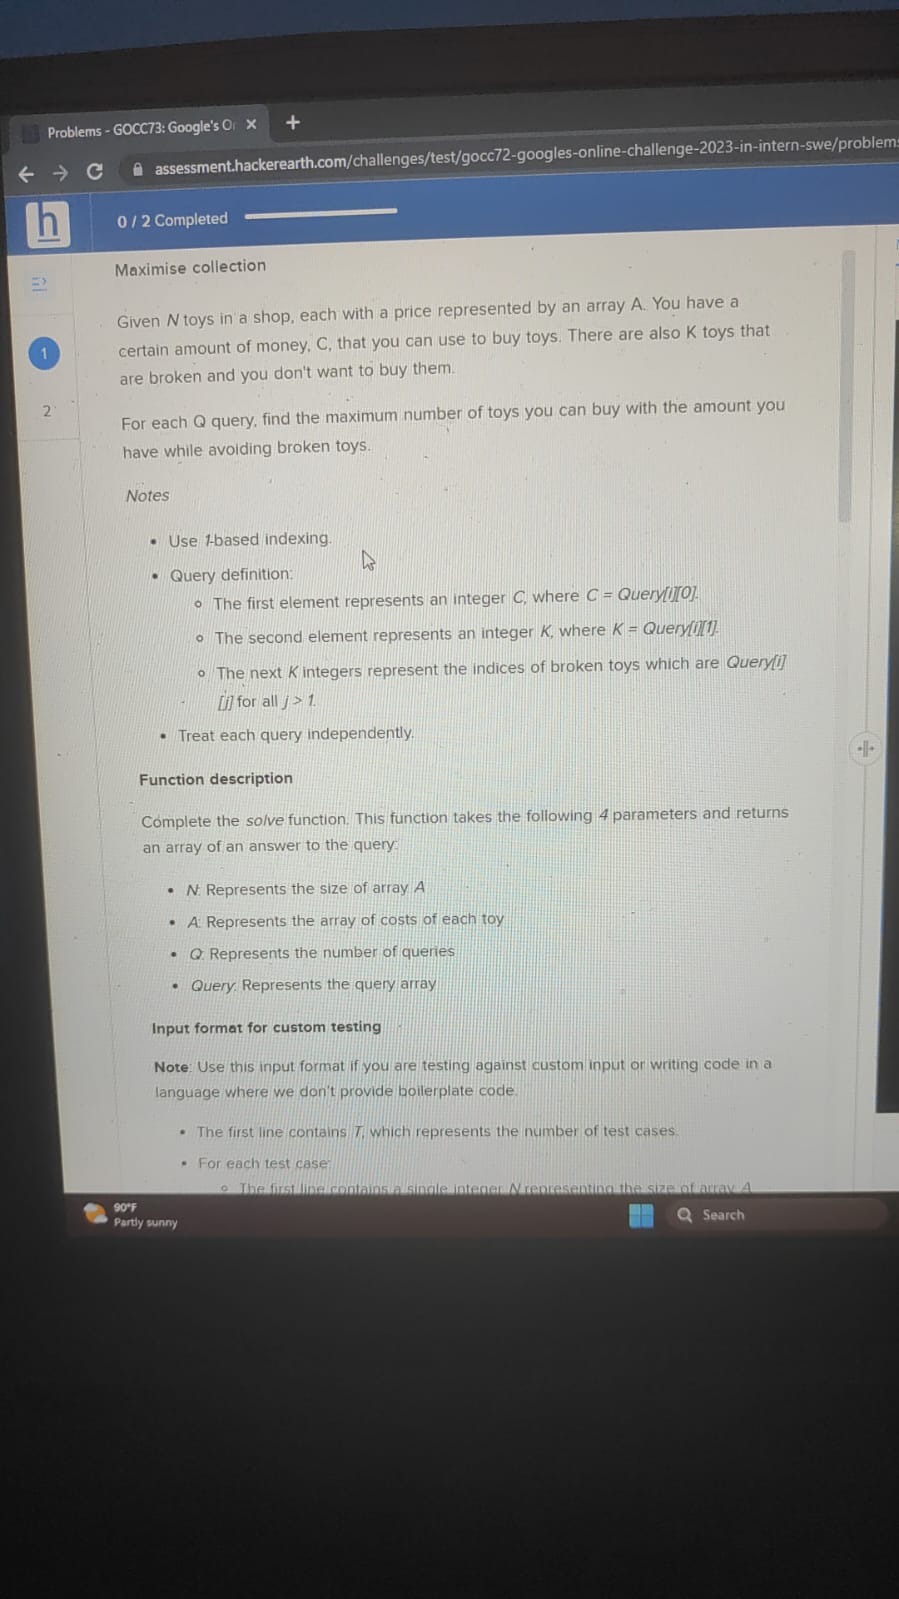 Problems - GOCC73: Google's O
assessment.hackerearth.com/challenges/test/gocc72-googles-online-challenge-2023-in-intern-swe/problem
h
0 / 2 Completed
Maximise collection
Given N toys in a shop, each with a price represented by an array A. You have a
certain amount of money, C, that you can use to buy toys. There are also K toys that
are broken and you don't want to buy them.
1
2
For each Q query, find the maximum number of toys you can buy with the amount you
have while avoiding broken toys.
Notes
• Use 1-based indexing.
• Query definition:
The first element represents an integer C, where C = Query[i][0].
The second element represents an integer K, where K = Query[i][1].
The next K integers represent the indices of broken toys which are Query[i]
[j] for all j > 1.
• Treat each query independently.
Function description
Complete the solve function. This function takes the following 4 parameters and returns
an array of an answer to the query:
• N: Represents the size of array A
• A: Represents the array of costs of each toy
• Q: Represents the number of queries
• Query: Represents the query array
Input format for custom testing
Note: Use this input format if you are testing against custom input or writing code in a
language where we don't provide boilerplate code.
• The first line contains T, which represents the number of test cases.
• For each test case:
The first line contains a single integer N representing the size of array A
90°F
Partly sunny
Search